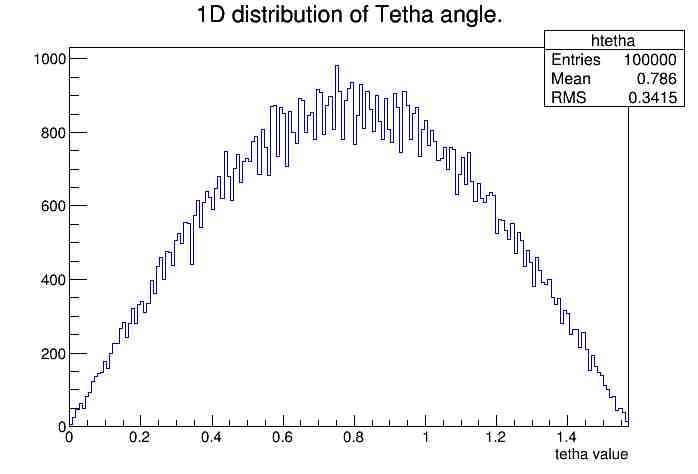 1D distribution of Tetha angle.
htetha
Entries 100000
Mean 0.786
RMS 0.3415
1000
800
600
400
200
0
0 0.2 0.4 0.6 0.8 1 1.2 1.4
tetha value